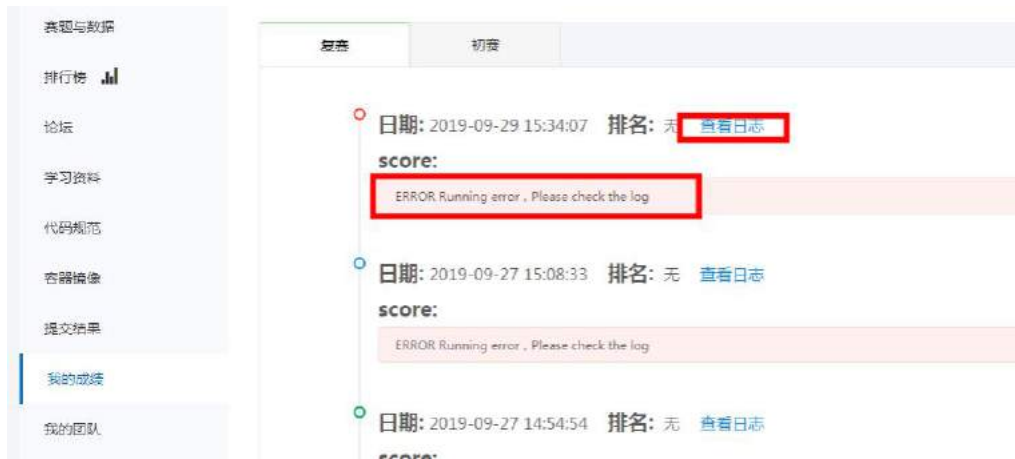 赛题与数据
排行榜
论坛
学习资料
代码规范
容器镜像
提交结果
我的成绩
我的团队
复赛 初赛
日期: 2019-09-29 15:34:07 排名: 无 查看日志
score:
ERROR Running error , Please check the log
日期: 2019-09-27 15:08:33 排名: 无 查看日志
score:
ERROR Running error , Please check the log
日期: 2019-09-27 14:54:54 排名: 无 查看日志
score: